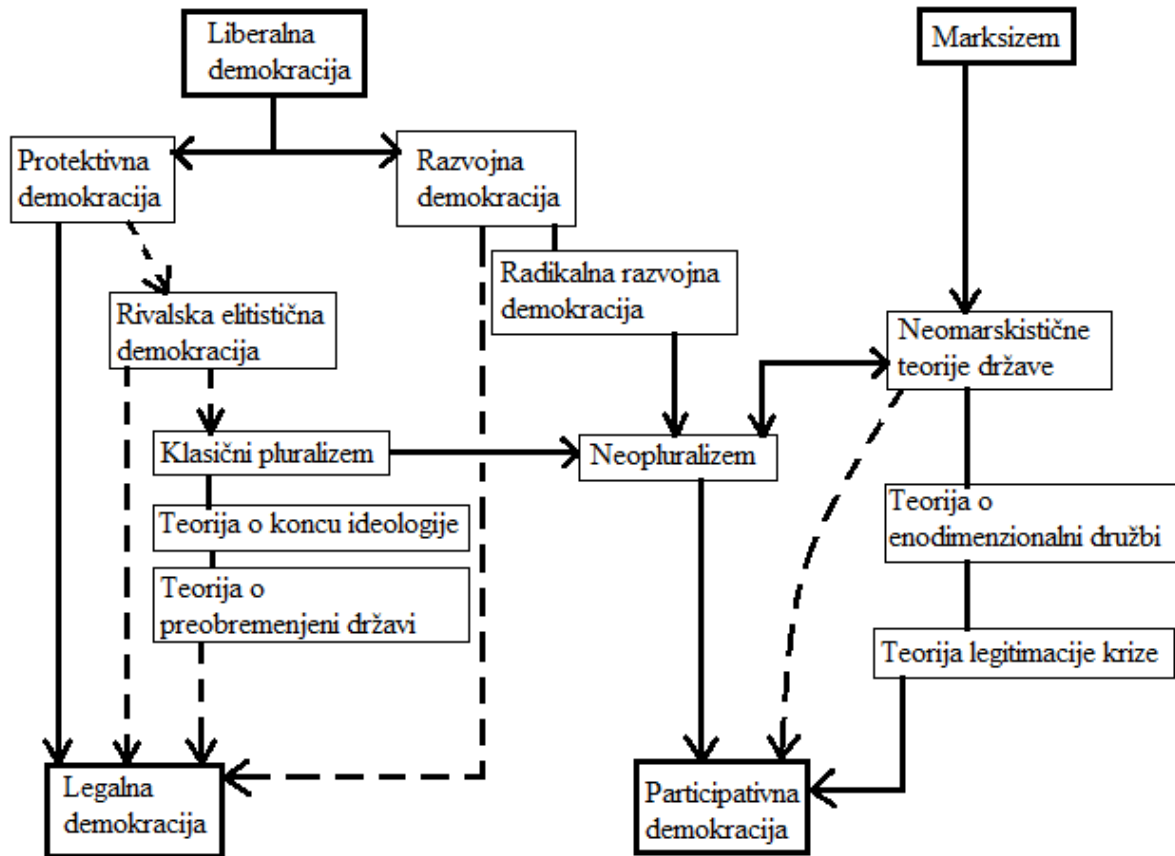 Liberalna
demokracija
Marksizem
Protektivna
demokracija
Razvojna
demokracija
Radikalna razvojna
demokracija
Rivalska elitistična
demokracija
Neomarskistične
teorije države
Klasični pluralizem
Neopluralizem
Teorija o koncu ideologije
Teorija o
enodimenzionalni družbi
Teorija o
preobremenjeni državi
Teorija legitimacije krize
Legalna
demokracija
Participativna
demokracija